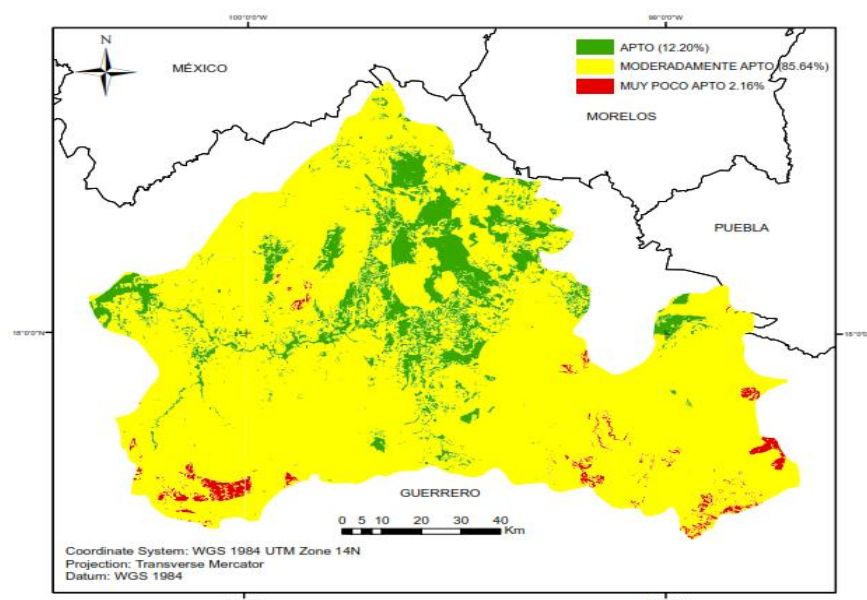 100°0'0"W
99°0'0"W
N
MÉXICO
APTO (12.20%)
MODERADAMENTE APTO (85.64%)
MUY POCO APTO 2.16%
MORELOS
PUEBLA
18°0'0"N
18°0'0"N
GUERRERO
0 5 10 20 30 40
Km
Coordinate System: WGS 1984 UTM Zone 14N
Projection: Transverse Mercator
Datum: WGS 1984